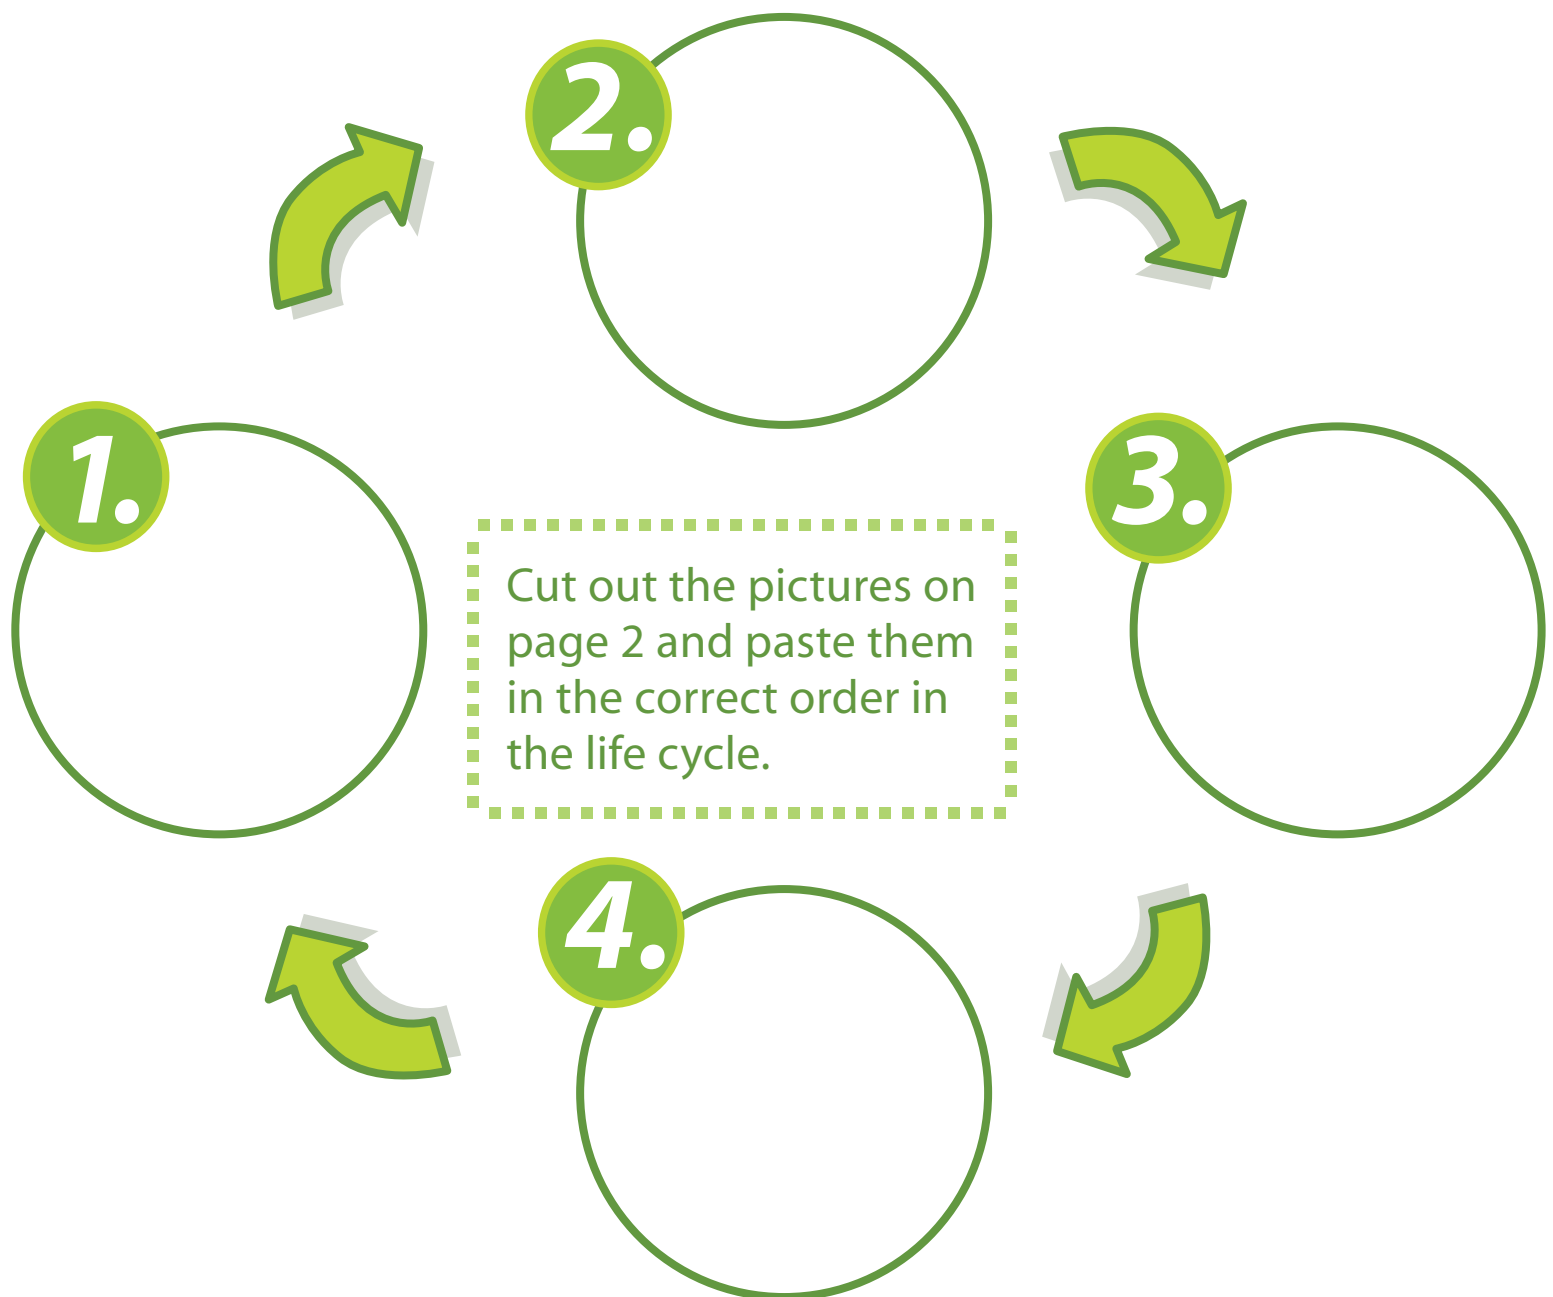 2.
1.
3.
Cut out the pictures on
page 2 and paste them
in the correct order in
the life cycle.
4.